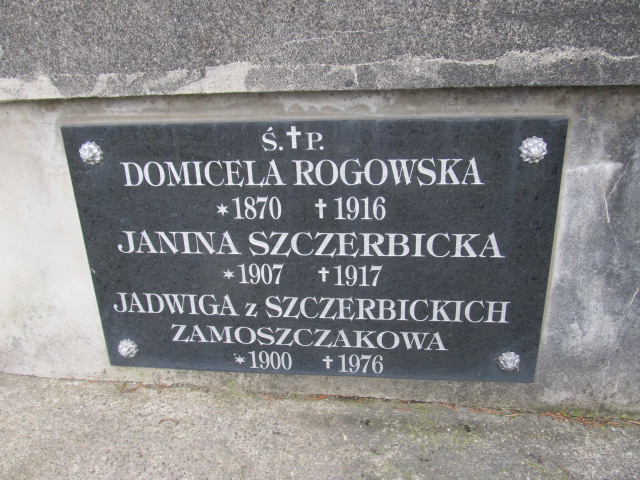 Ś.✝P.
DOMICELA ROGOWSKA
*1870 ✝1916
JANINA SZCZERBICKA
*1907 ✝1917
JADWIGA z SZCZERBICKICH
ZAMOSZCZAKOWA
*1900 ✝1976